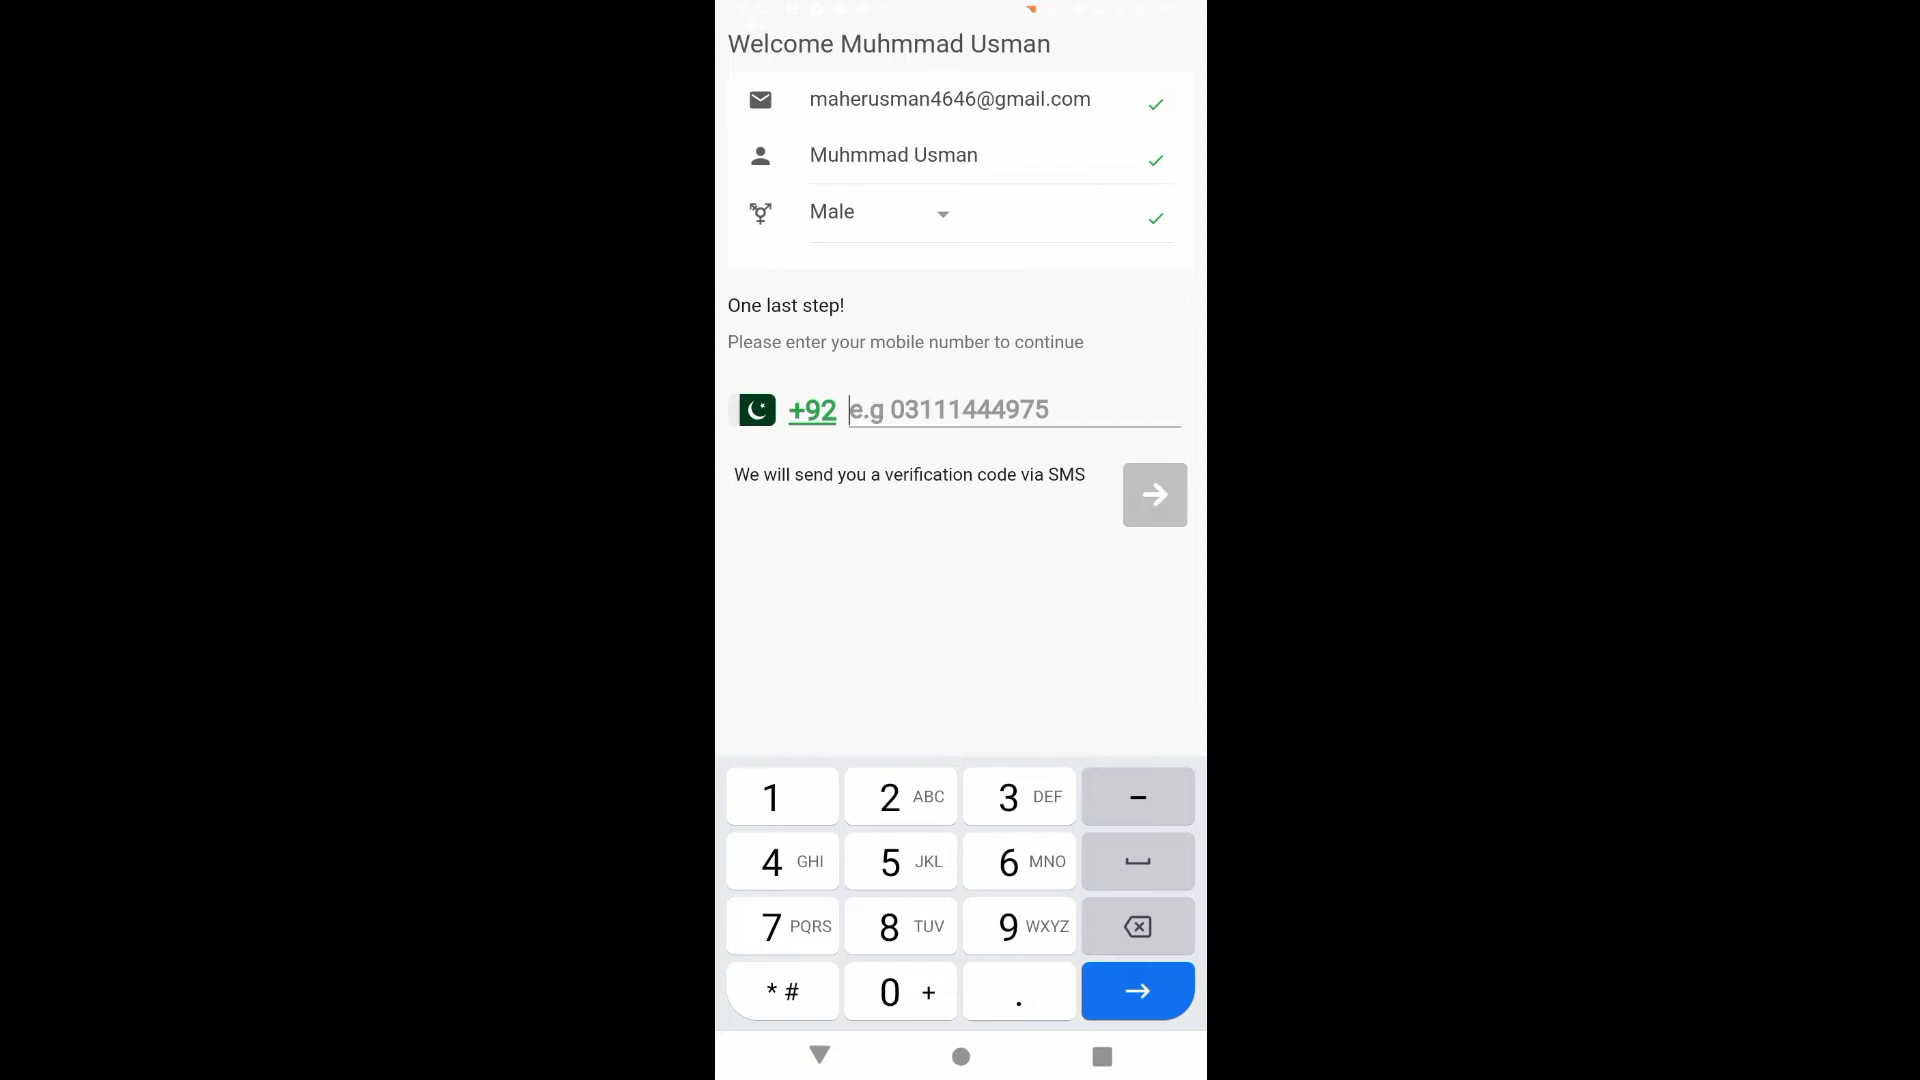 Welcome Muhmmad Usman
maherusman4646@gmail.com
Muhmmad Usman
Male
One last step!
Please enter your mobile number to continue
+92 e.g 03111444975
We will send you a verification code via SMS
1 2 ABC 3 DEF -
4 GHI 5 JKL 6 MNO
7 PQRS 8 TUV 9 WXYZ
* # 0 + .